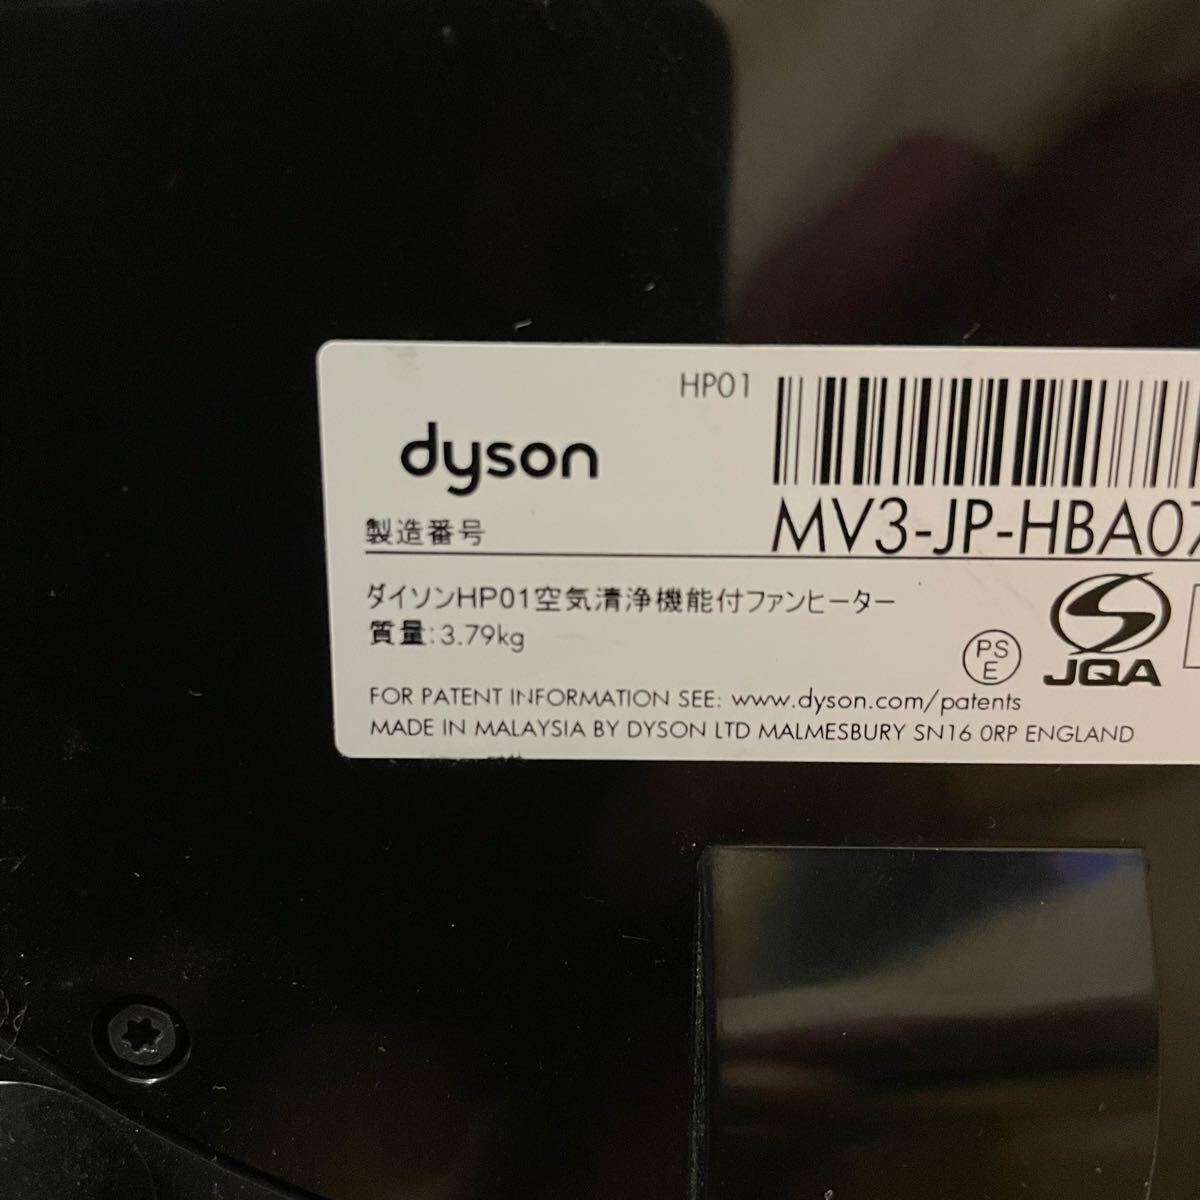 HP01
dyson
製造番号 MV3-JP-HBA07
ダイソンHP01空気清浄機能付ファンヒーター
質量:3.79kg
PS
E
JQA
FOR PATENT INFORMATION SEE: www.dyson.com/patents
MADE IN MALAYSIA BY DYSON LTD MALMESBURY SN16 0RP ENGLAND